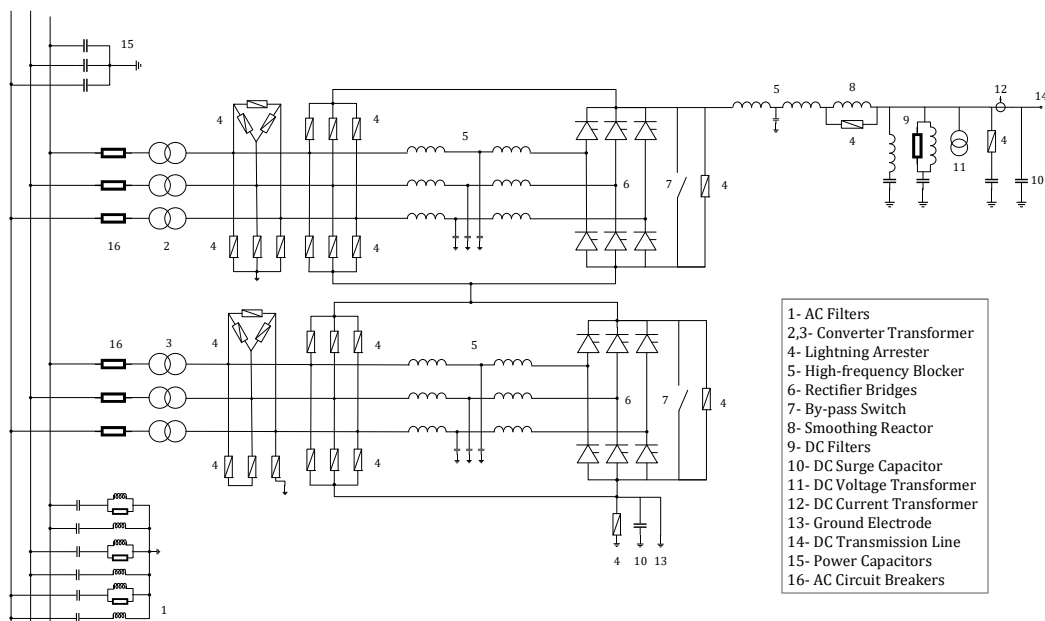 15
5
8
12
14
4
4
9
4
5
4
11
10
6
7
4
4
4
16
2
16
3
4
4
5
6
7
4
4
4
4
10
13
1
1- AC Filters
2,3- Converter Transformer
4- Lightning Arrester
5- High-frequency Blocker
6- Rectifier Bridges
7- By-pass Switch
8- Smoothing Reactor
9- DC Filters
10- DC Surge Capacitor
11- DC Voltage Transformer
12- DC Current Transformer
13- Ground Electrode
14- DC Transmission Line
15- Power Capacitors
16- AC Circuit Breakers